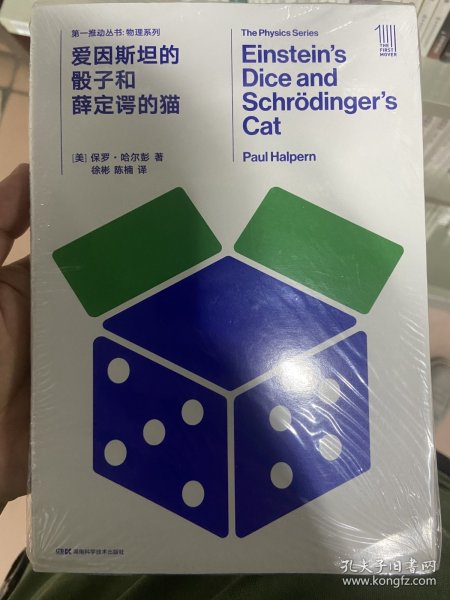 第一推动丛书: 物理系列
爱因斯坦的
骰子和
薛定谔的猫
[美] 保罗·哈尔彭 著
徐彬 陈楠 译
The Physics Series
Einstein's
Dice and
Schrödinger's
Cat
Paul Halpern
THE
FIRST
MOVER
湖南科学技术出版社
孔夫子旧书网
www.kongfz.com